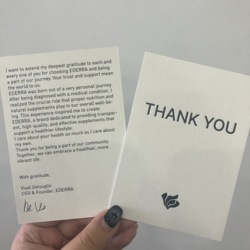 I want to extend my deepest gratitude to each and
every one of you for choosing EDERRA and being
a part of our journey. Your trust and support mean
the world to us.
EDERRA was born out of a very personal journey.
After being diagnosed with a medical condition, I
realized the crucial role that proper nutrition and
natural supplements play in our overall well-be-
ing. This experience inspired me to create
EDERRA, a brand dedicated to providing transpar-
ent, high-quality, and effective supplements that
support a healthier lifestyle.
I care about your health as much as I care about
my own.
Thank you for being a part of our community.
Together, we can embrace a healthier, more
vibrant life.
With gratitude,
CEO & Founder, EDERRA
THANK YOU